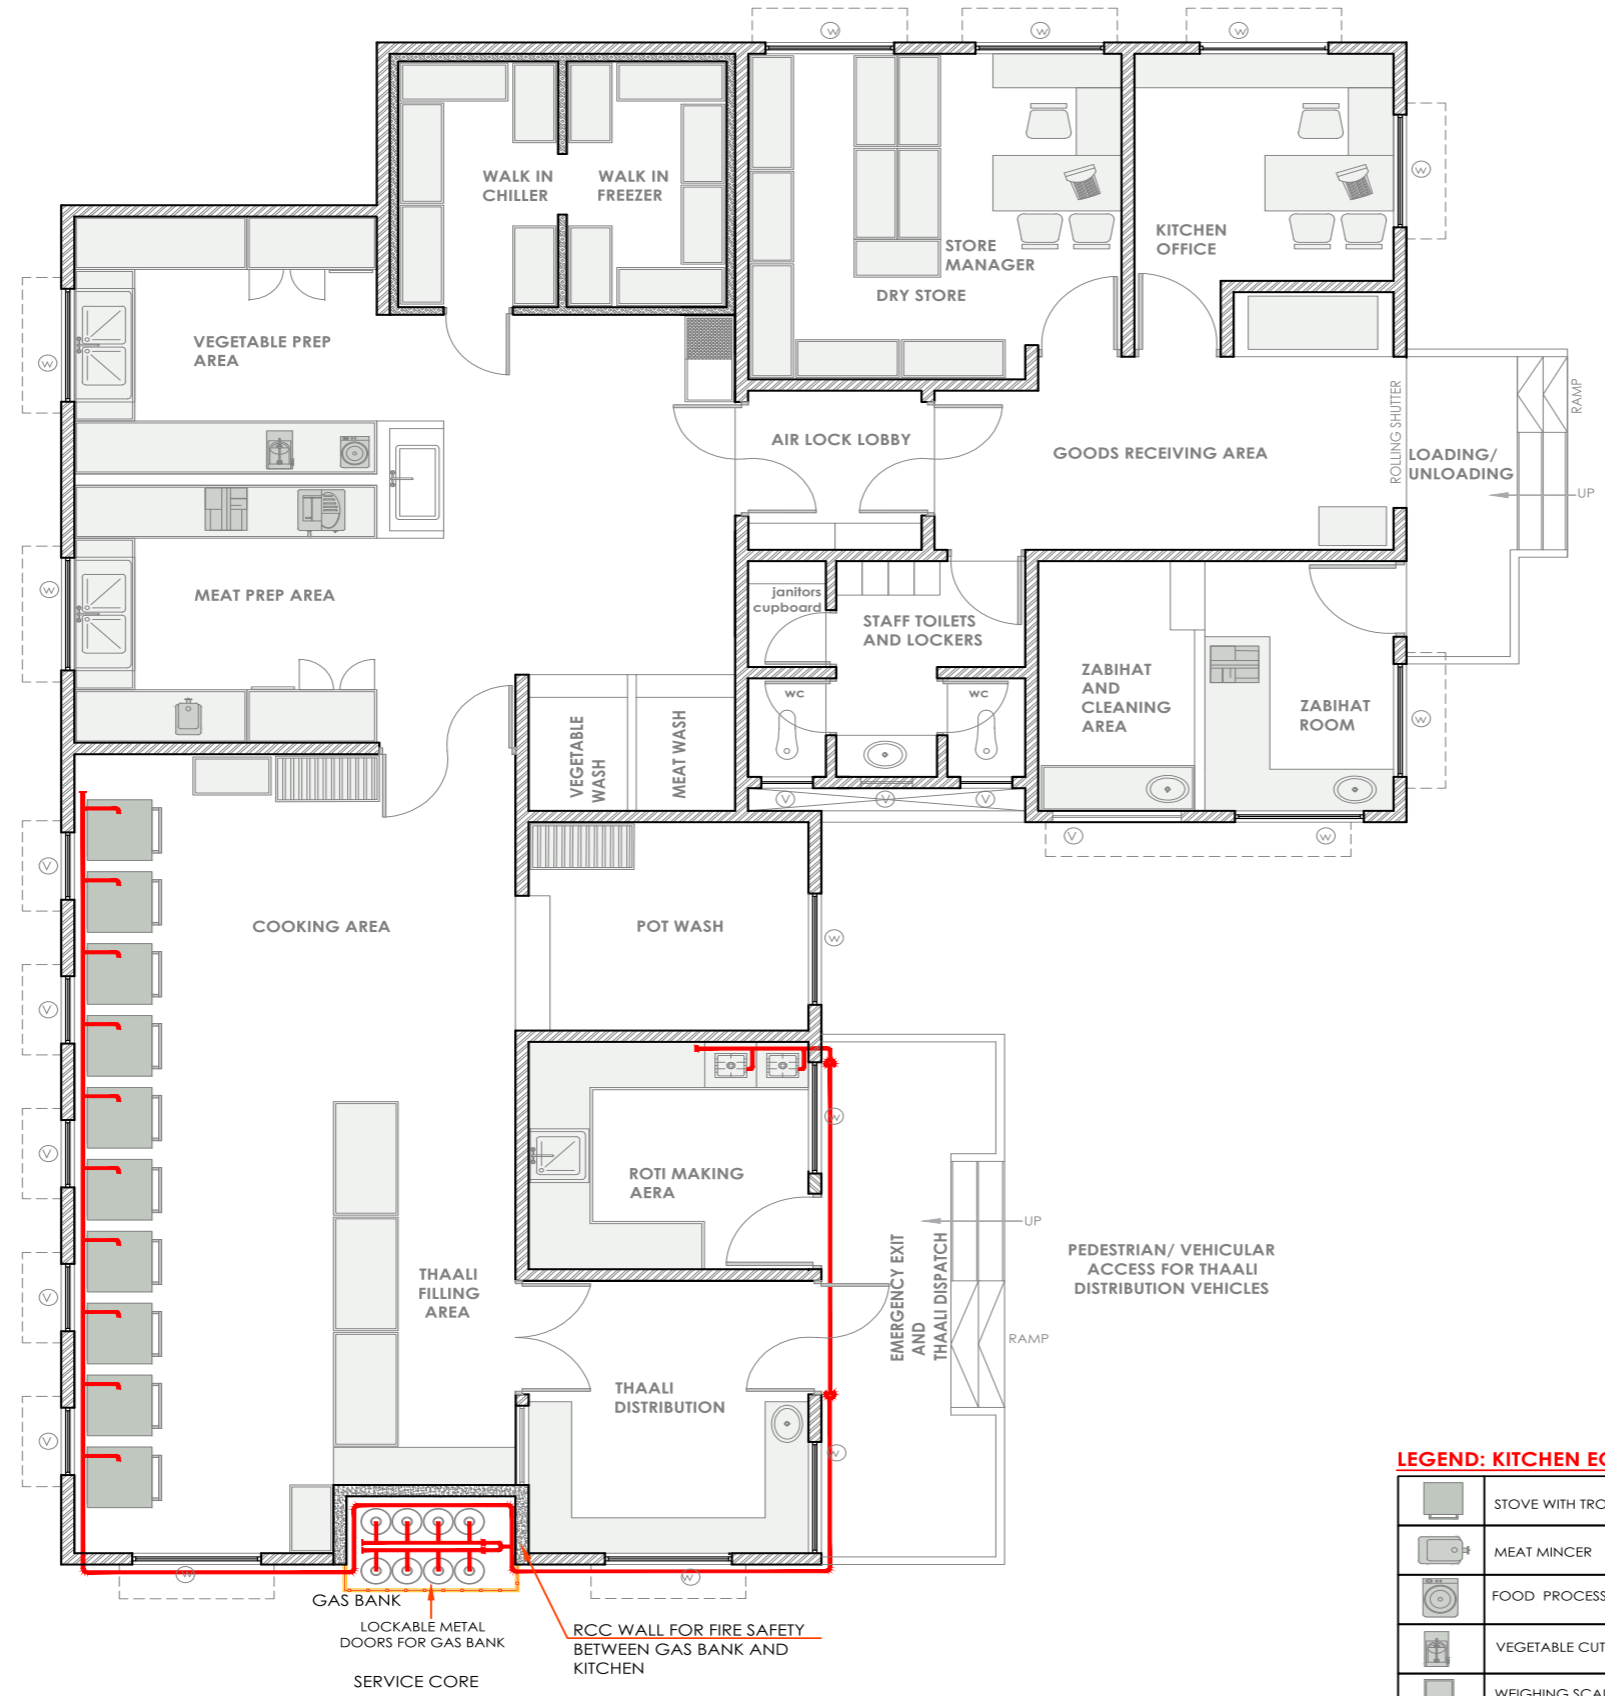 W
W
W
WALK IN
CHILLER
WALK IN
FREEZER
W
STORE
MANAGER
DRY STORE
KITCHEN
OFFICE
W
VEGETABLE PREP
AREA
AIR LOCK LOBBY
GOODS RECEIVING AREA
ROLLING SHUTTER
LOADING/
UNLOADING
RAMP
UP
W
MEAT PREP AREA
janitors
cupboard
STAFF TOILETS
AND LOCKERS
WC
WC
ZABIHAT
AND
CLEANING
AREA
ZABIHAT
ROOM
W
VEGETABLE
WASH
MEAT WASH
V
V
V
V
W
V
COOKING AREA
POT WASH
W
V
V
W
ROTI MAKING
AERA
V
EMERGENCY EXIT
AND
THAALI DISPATCH
UP
RAMP
PEDESTRIAN/ VEHICULAR
ACCESS FOR THAALI
DISTRIBUTION VEHICLES
THAALI
FILLING
AREA
THAALI
DISTRIBUTION
V
W
W
W
GAS BANK
LOCKABLE METAL
DOORS FOR GAS BANK
SERVICE CORE
RCC WALL FOR FIRE SAFETY
BETWEEN GAS BANK AND
KITCHEN
LEGEND: KITCHEN
STOVE WITH
MEAT MINCER
FOOD PROCESS
VEGETABLE CUT
WEIGHING